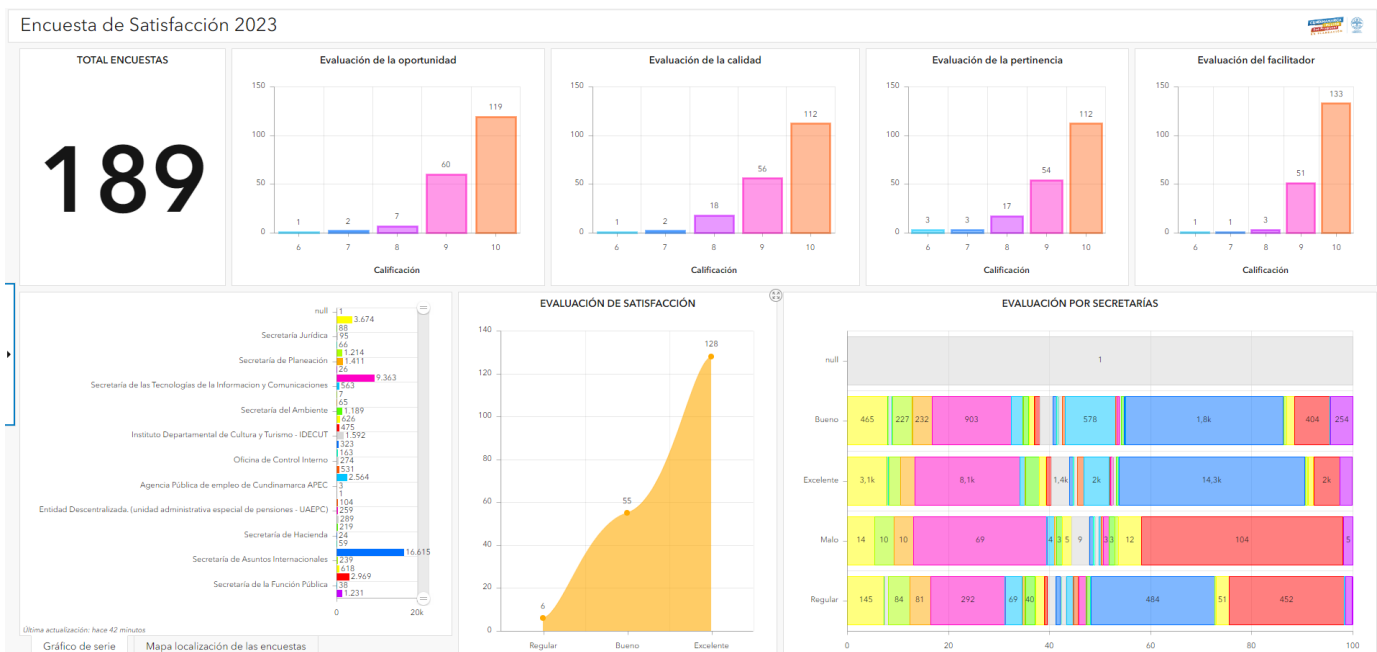 Encuesta de Satisfacción 2023
TOTAL ENCUESTAS
189
Evaluación de la oportunidad
150
100
50
0
1
2
7
60
119
6
7
8
9
10
Calificación
Evaluación de la calidad
150
100
50
0
1
2
18
56
112
6
7
8
9
10
Calificación
Evaluación de la pertinencia
150
100
50
0
3
3
17
54
112
6
7
8
9
10
Calificación
Evaluación del facilitador
150
100
50
0
1
1
3
51
133
6
7
8
9
10
Calificación
null 1
3.674
88
Secretaría Jurídica 95
66
1.214
Secretaría de Planeación 1.411
26
9.363
Secretaría de las Tecnologías de la Informacion y Comunicaciones 563
7
65
Secretaría del Ambiente 1.189
626
475
Instituto Departamental de Cultura y Turismo - IDECUT 1.592
323
163
Oficina de Control Interno 274
531
2.564
Agencia Pública de empleo de Cundinamarca APEC 3
1
104
Entidad Descentralizada. (unidad administrativa especial de pensiones - UAEPC) 259
289
219
Secretaría de Hacienda 24
59
16.615
Secretaría de Asuntos Internacionales 239
618
2.969
Secretaría de la Función Pública 38
1.231
0 20k
Última actualización: hace 42 minutos
Gráfico de serie Mapa localización de las encuestas
EVALUACIÓN DE SATISFACCIÓN
140
120
100
80
60
40
20
0
6
55
128
Regular Bueno Excelente
EVALUACIÓN POR SECRETARÍAS
null 1
Bueno 465 227 232 903 578 1,8k 404 254
Excelente 3,1k 8,1k 1,4k 2k 14,3k 2k
Malo 14 10 10 69 4 3 5 9 3 3 12 104 5
Regular 145 84 81 292 69 40 484 51 452
0 20 40 60 80 100